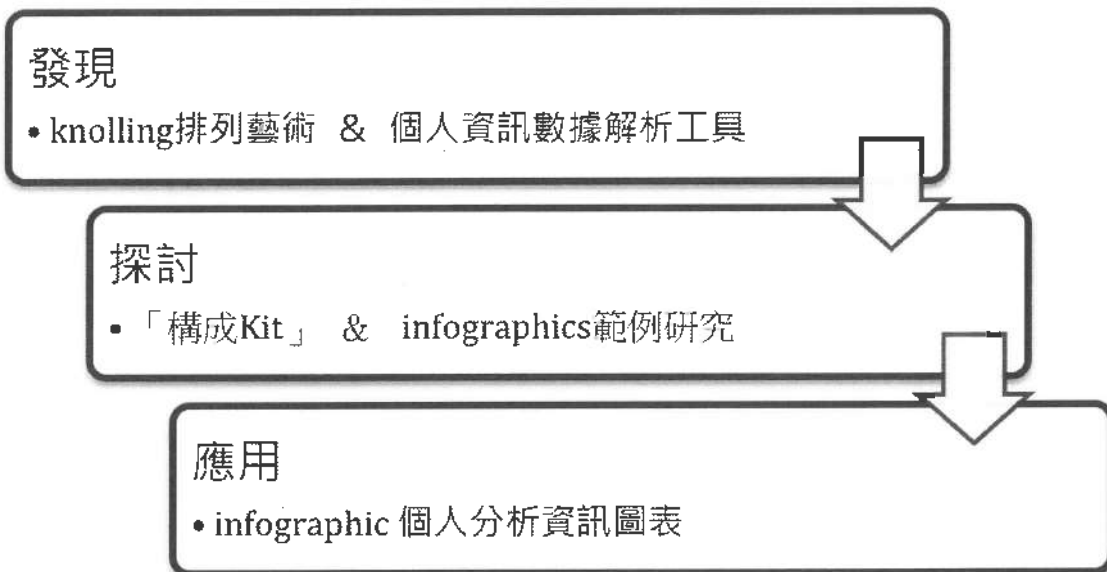 發現
• knolling排列藝術 & 個人資訊數據解析工具
探討
• 「構成Kit」 & infographics範例研究
應用
• infographic 個人分析資訊圖表